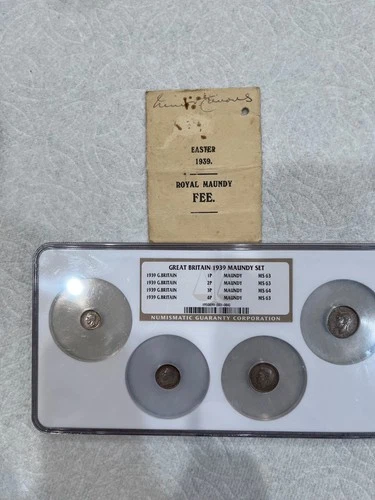 EASTER
1939.
ROYAL MAUNDY
FEE.
GREAT BRITAIN 1939 MAUNDY SET
1939 G.BRITAIN 1P MAUNDY MS 63
1939 G.BRITAIN 2P MAUNDY MS 63
1939 G.BRITAIN 3P MAUNDY MS 64
1939 G.BRITAIN 4P MAUNDY MS 63
NUMISMATIC GUARANTY CORPORATION